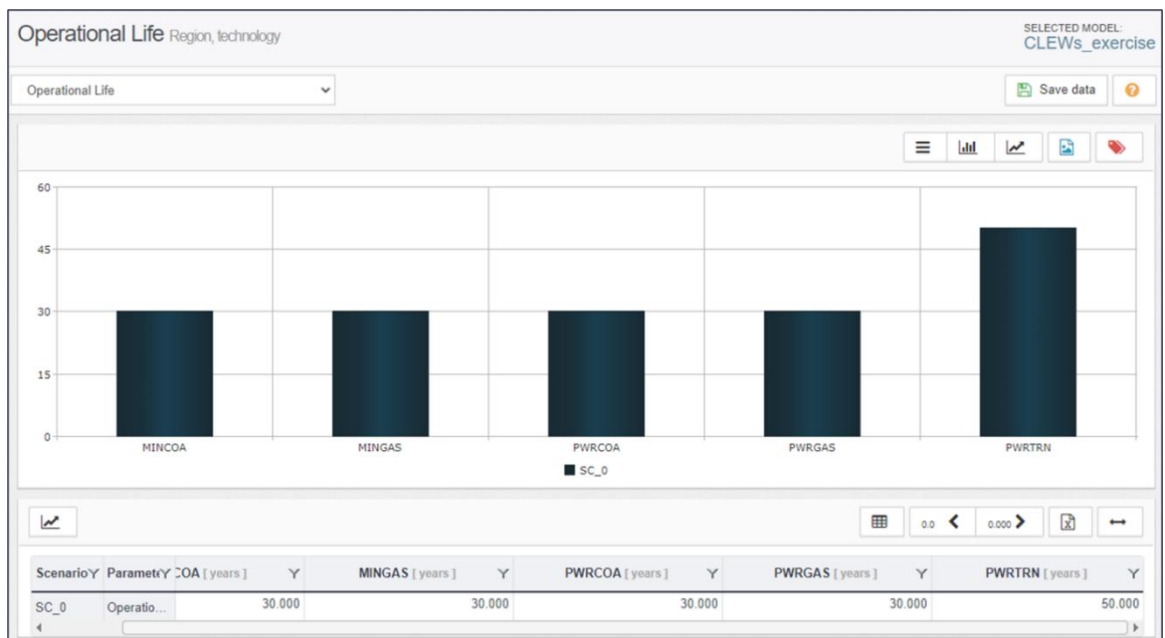 Operational Life Region, technology
SELECTED MODEL:
CLEWs_exercise
Operational Life
Save data
60
45
30
15
0
MINCOA MINGAS PWRCOA PWRGAS PWRTRN
SC_0
0.0 0.000
Scenario Paramete COA [ years ] MINGAS [ years ] PWRCOA [ years ] PWRGAS [ years ] PWRTRN [ years ]
SC_0 Operatio... 30.000 30.000 30.000 30.000 50.000